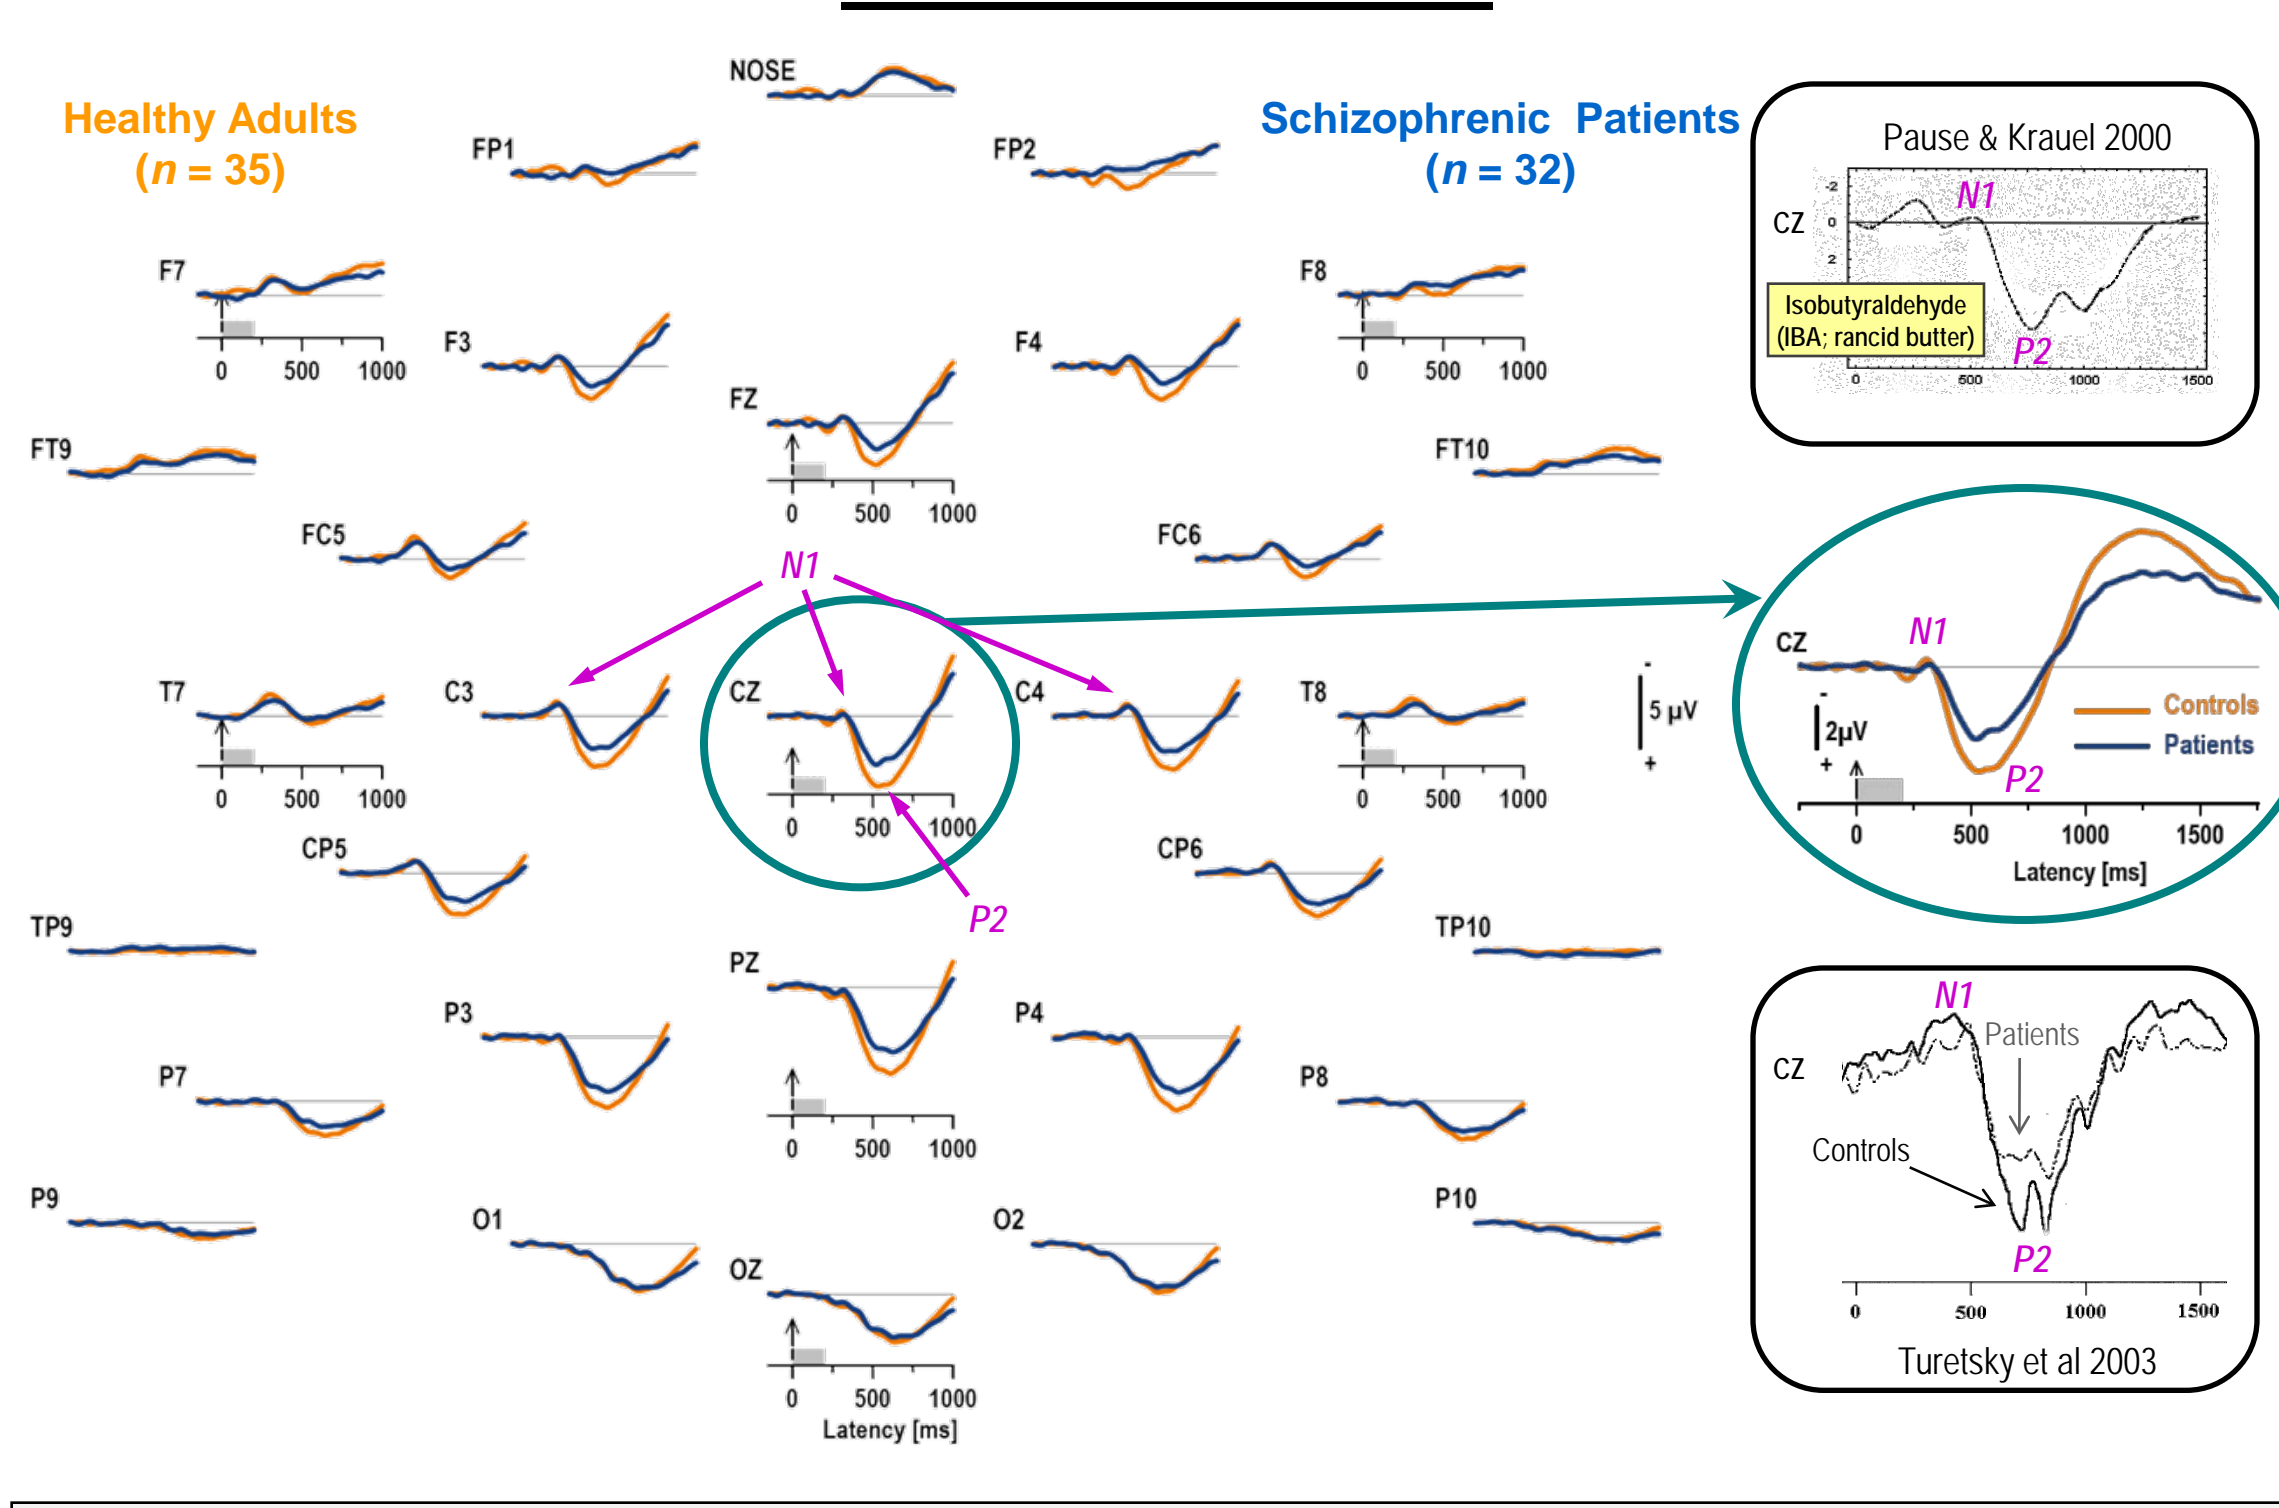 NOSE
Healthy Adults
(n = 35)
FP1
FP2
Schizophrenic Patients
(n = 32)
Pause & Krauel 2000
-2
N1
CZ
0
2
Isobutyraldehyde
(IBA; rancid butter)
P2
0 500 1000 1500
F7
0 500 1000
F3
FZ
0 500 1000
F4
F8
0 500 1000
FT9
FT10
FC5
FC6
N1
T7
0 500 1000
C3
CZ
0 500 1000
C4
T8
0 500 1000
-
5 µV
+
N1
CZ
-
2µV
+
Controls
Patients
P2
0 500 1000 1500
Latency [ms]
CP5
CP6
P2
TP9
TP10
PZ
0 500 1000
P3
P4
P7
P8
N1
Patients
CZ
Controls
P2
0 500 1000 1500
Turetsky et al 2003
P9
P10
O1
O2
OZ
0 500 1000
Latency [ms]